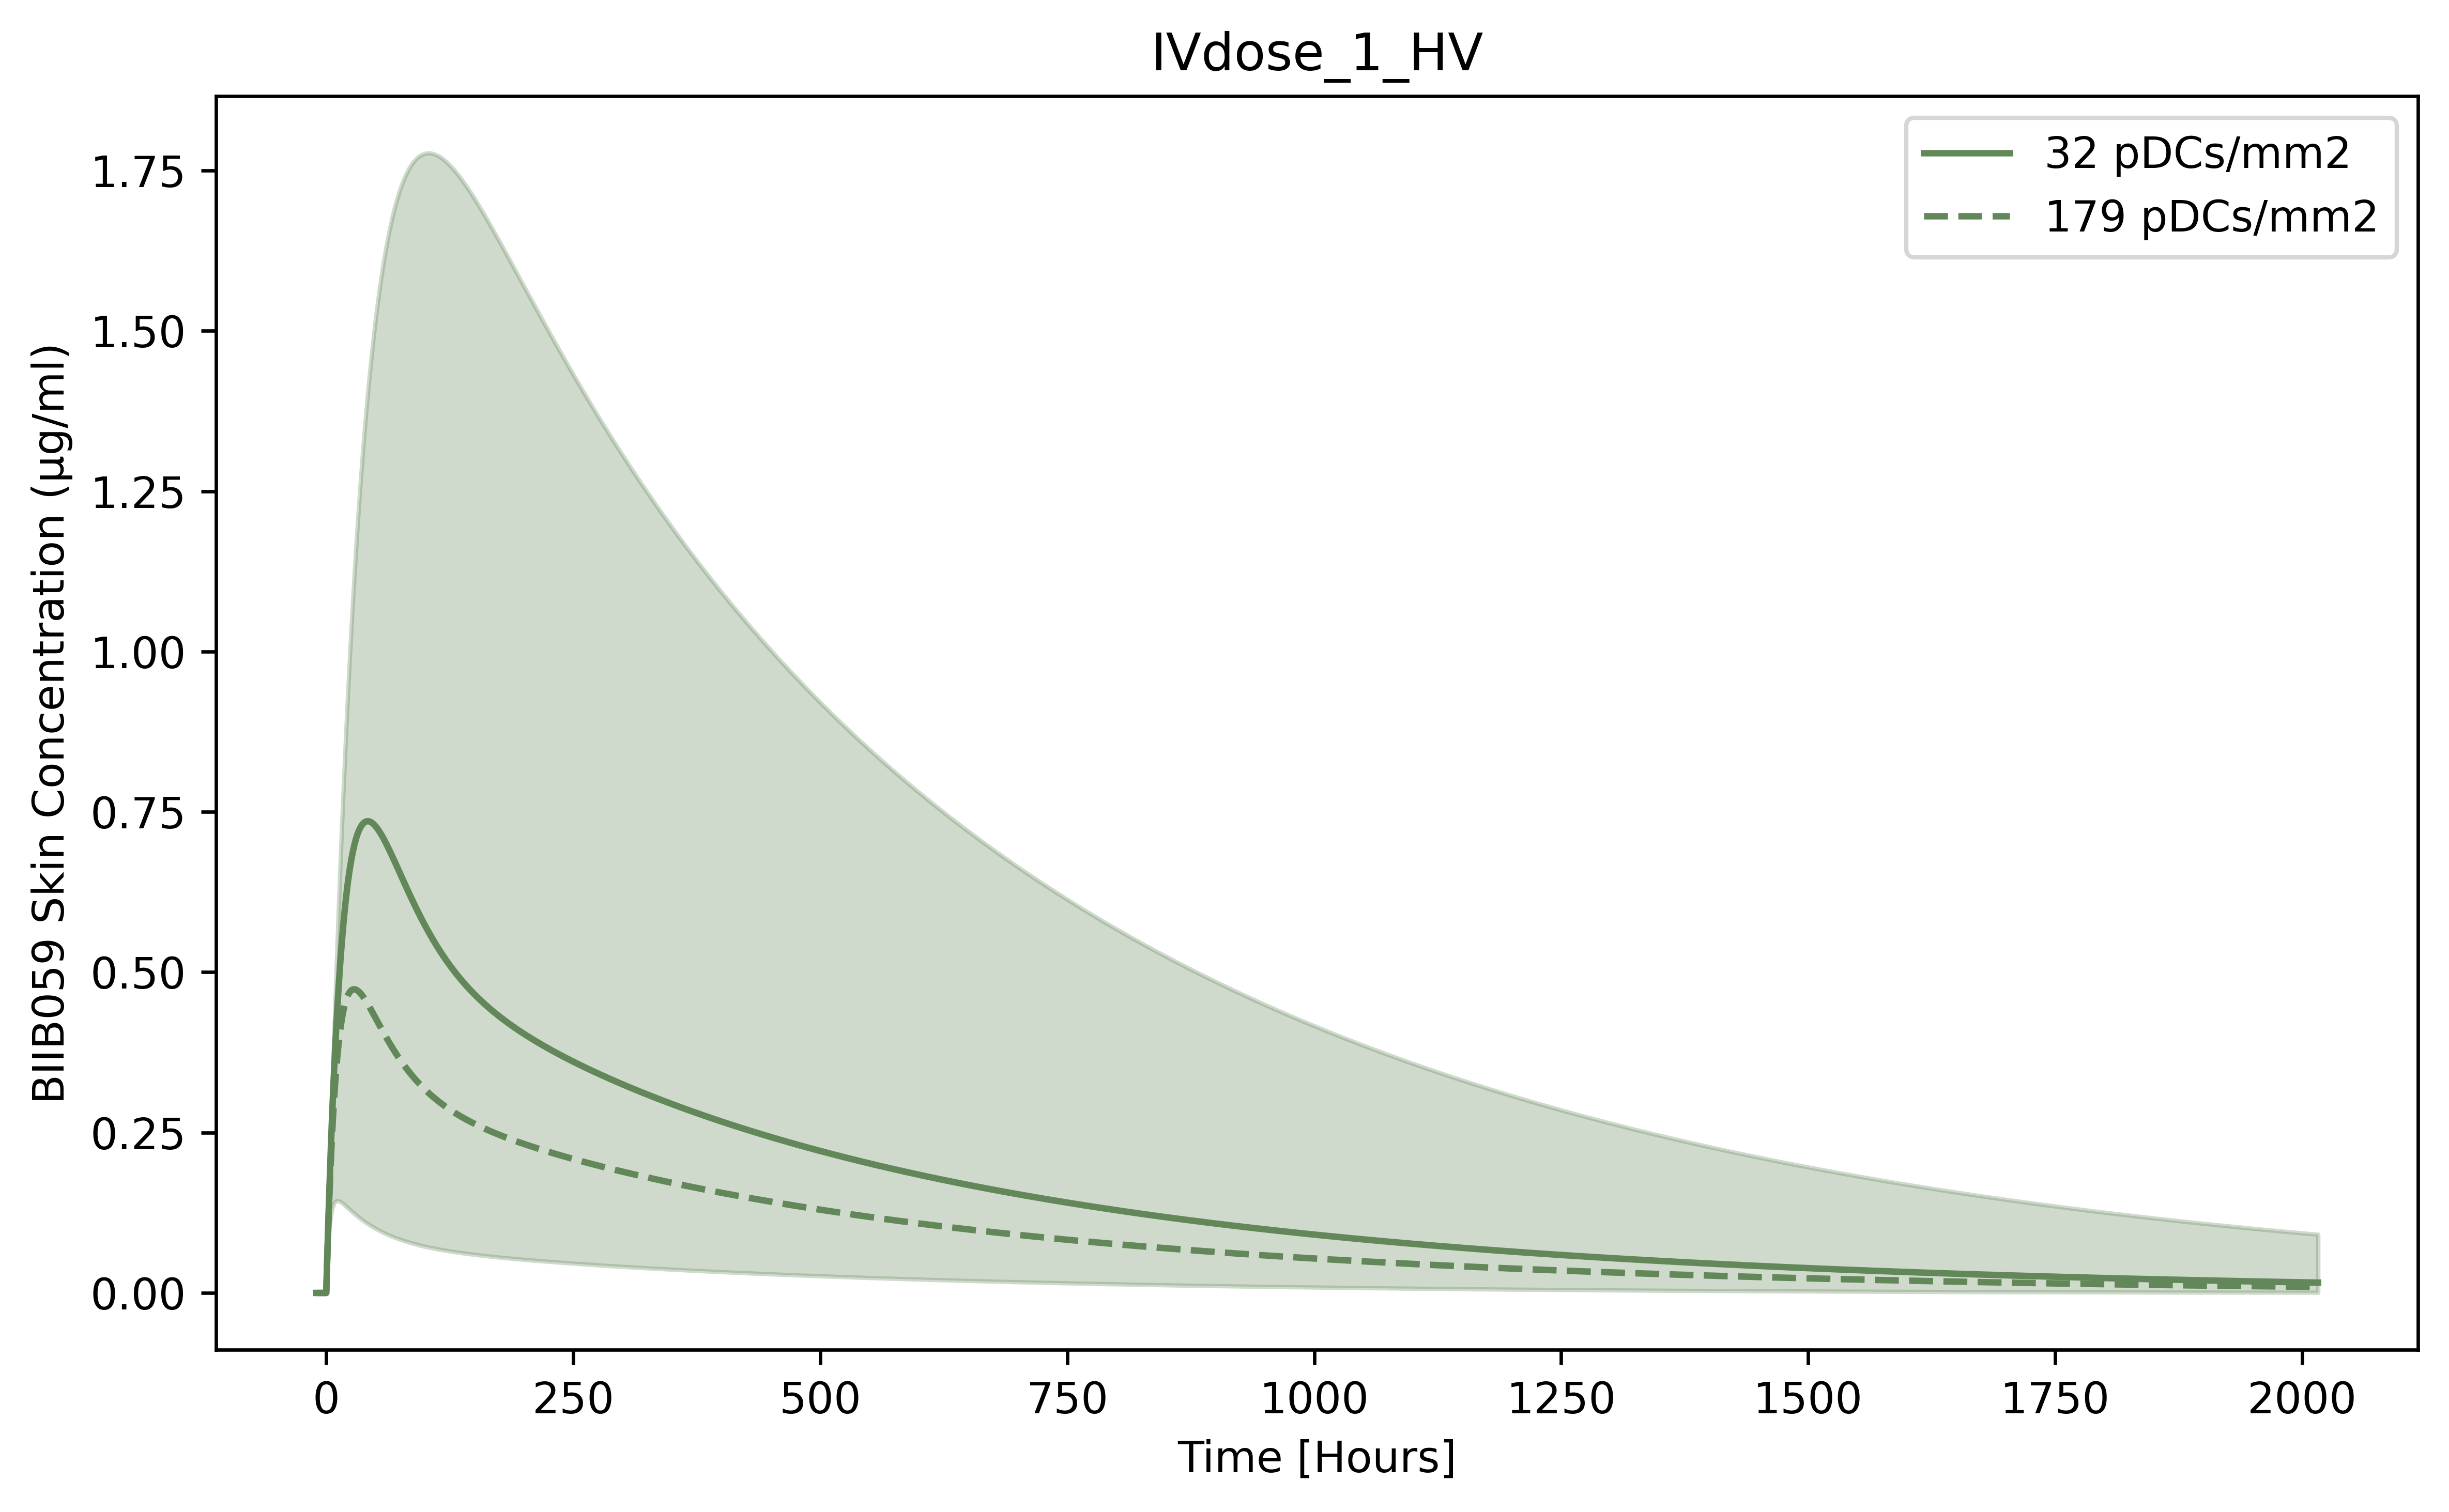 IVdose_1_HV
32 pDCs/mm2
179 pDCs/mm2
BIIB059 Skin Concentration (µg/ml)
1.75
1.50
1.25
1.00
0.75
0.50
0.25
0.00
0 250 500 750 1000 1250 1500 1750 2000
Time [Hours]